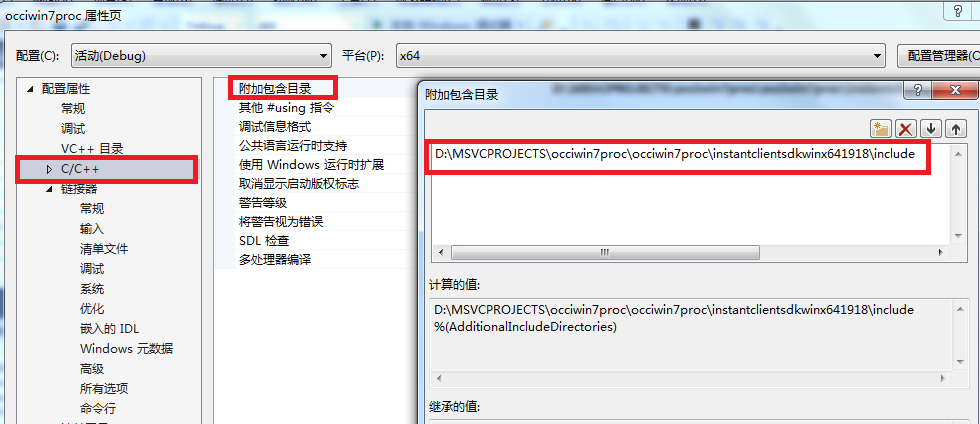 occiwin7proc 属性页
配置(C):
活动(Debug)
平台(P):
x64
配置管理器(O
配置属性
常规
调试
VC++ 目录
C/C++
链接器
常规
输入
清单文件
调试
系统
优化
嵌入的 IDL
Windows 元数据
高级
所有选项
命令行
附加包含目录
其他 #using 指令
调试信息格式
公共语言运行时支持
使用 Windows 运行时扩展
取消显示启动版权标志
警告等级
将警告视为错误
SDL 检查
多处理器编译
附加包含目录
D:\MSVCPROJECTS\occiwin7proc\occiwin7proc\instantclientsdkwinx641918\include
计算的值:
D:\MSVCPROJECTS\occiwin7proc\occiwin7proc\instantclientsdkwinx641918\include
%(AdditionalIncludeDirectories)
继承的值: